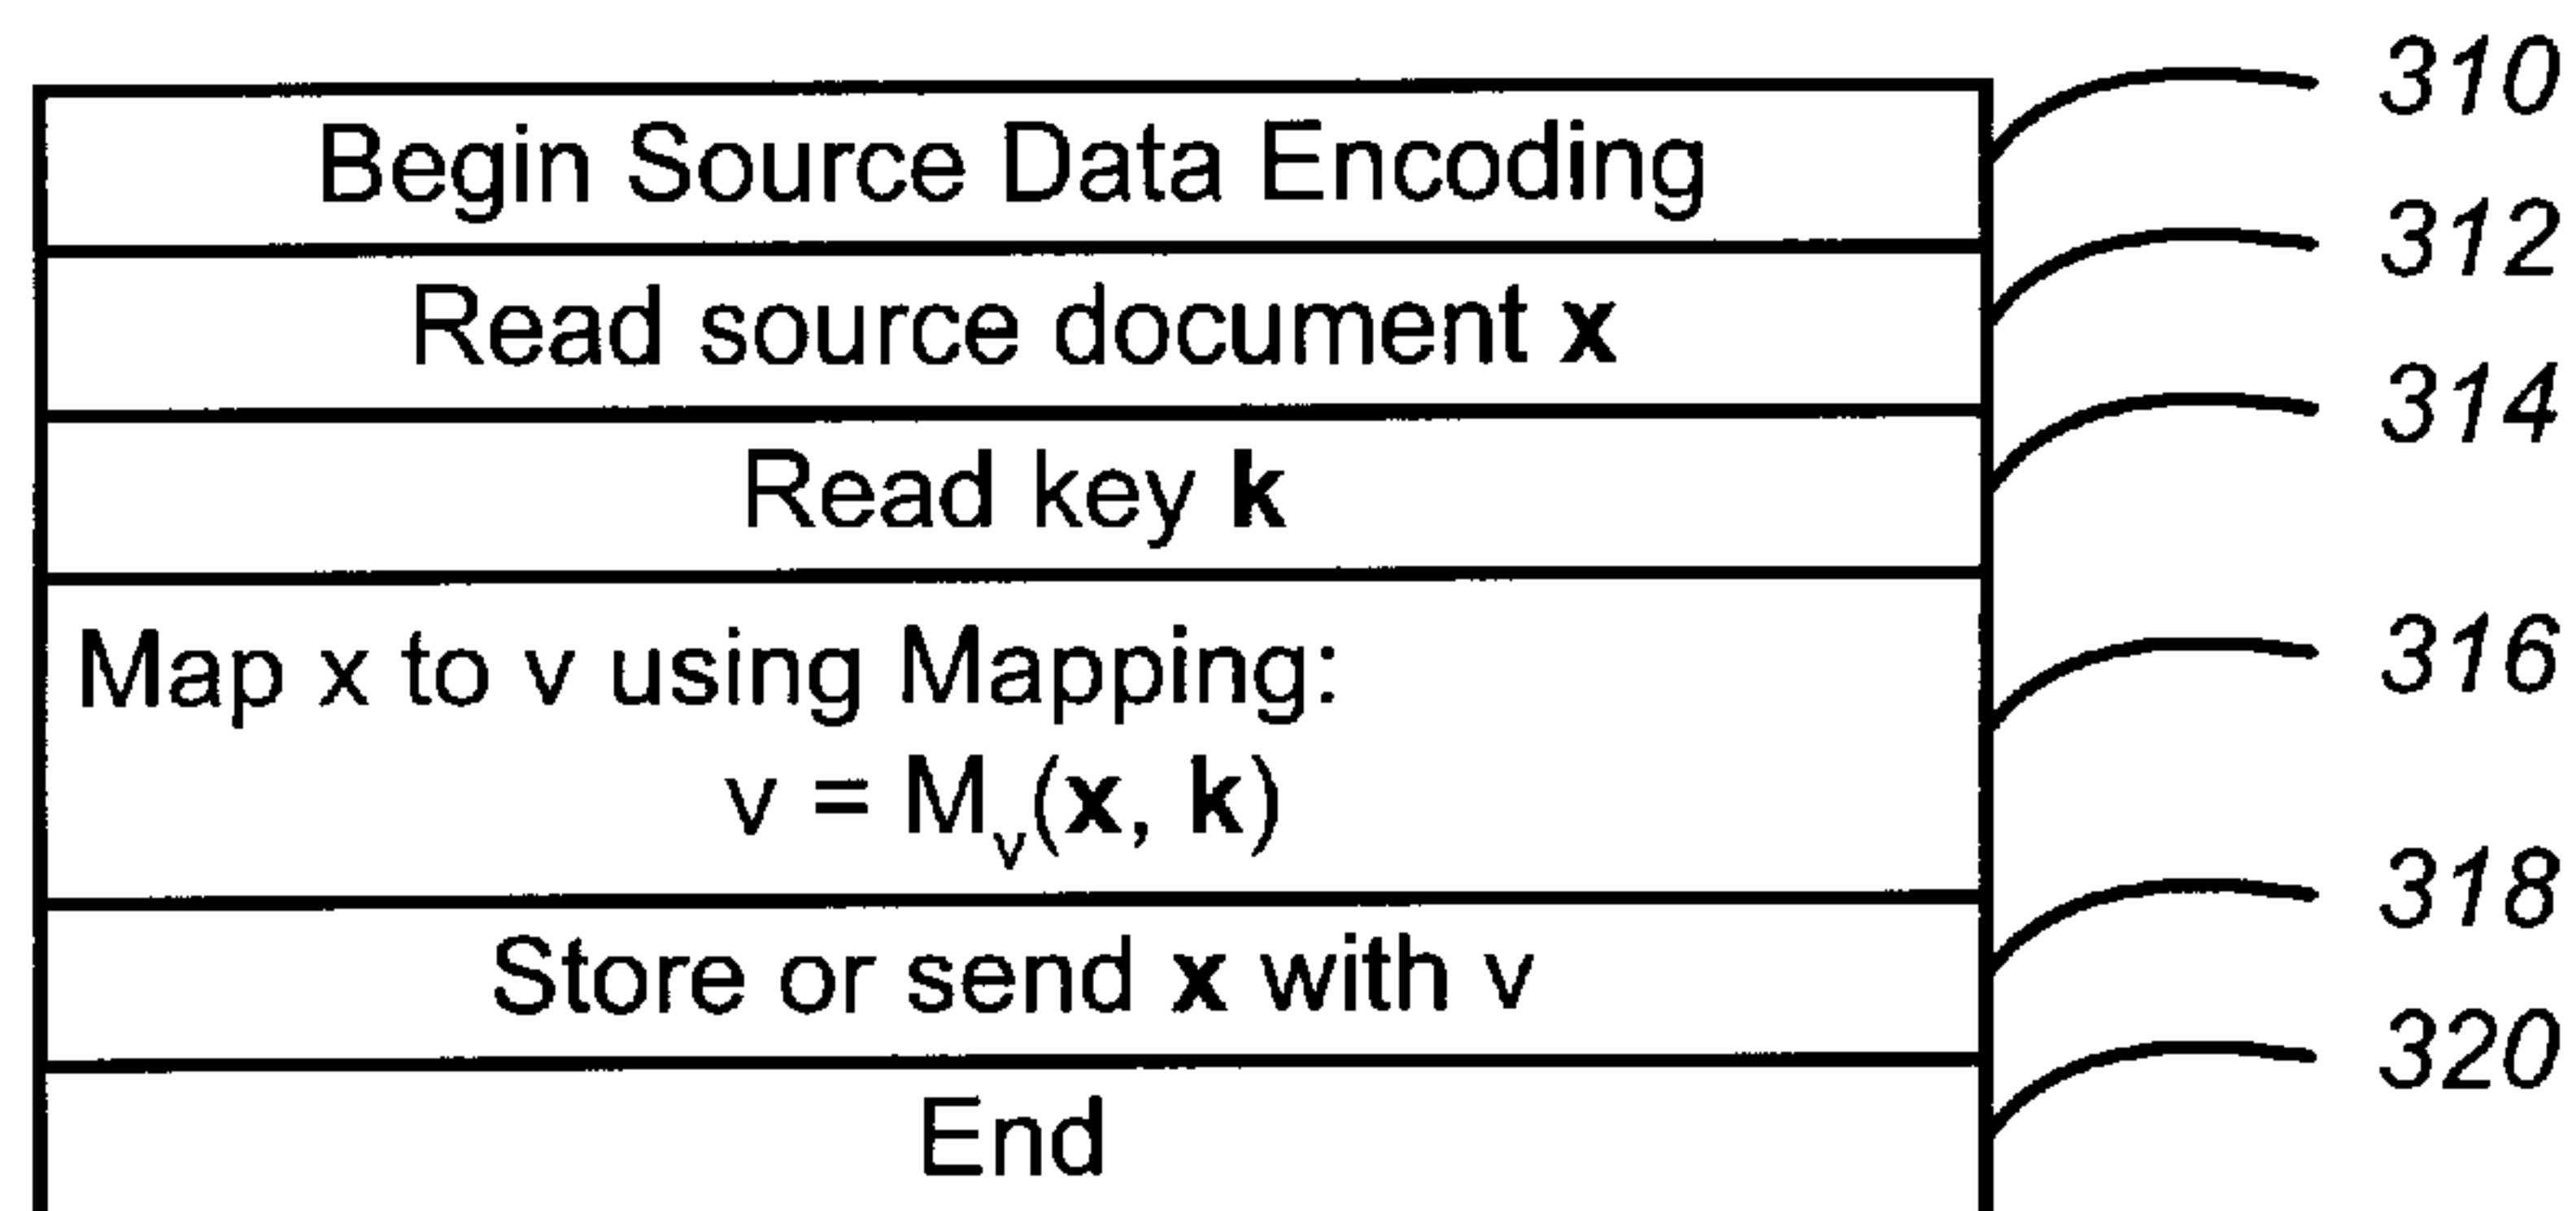 310
Begin Source Data Encoding
312
Read source document x
314
Read key k
316
Map x to v using Mapping:
v = Mᵥ(x, k)
318
Store or send x with v
320
End